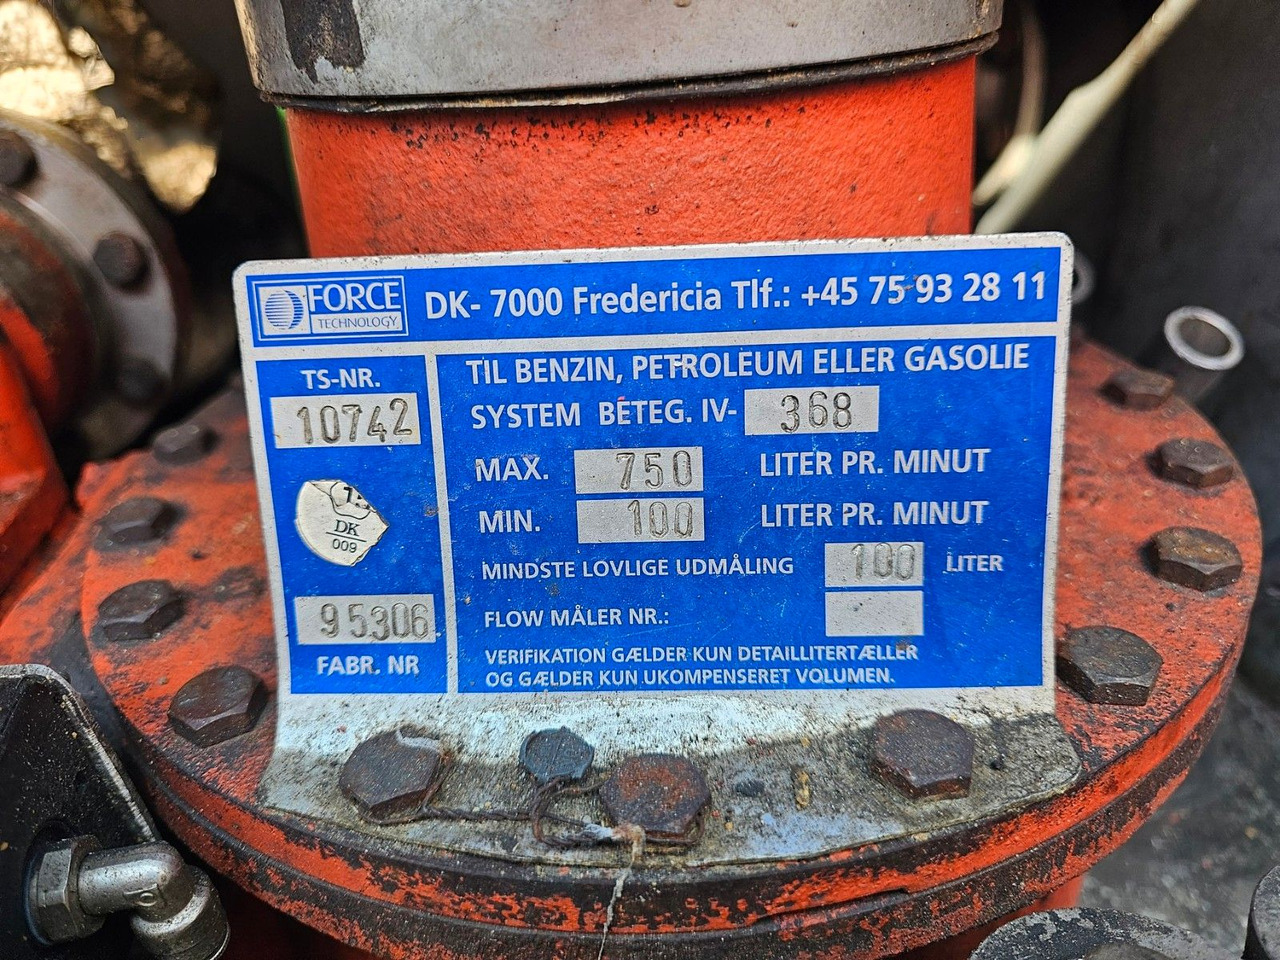 FORCE
TECHNOLOGY
DK- 7000 Fredericia Tlf.: +45 75 93 28 11
TS-NR.
10742
DK
009
95306
FABR. NR
TIL BENZIN, PETROLEUM ELLER GASOLIE
SYSTEM BETEG. IV- 368
MAX. 750 LITER PR. MINUT
MIN. 100 LITER PR. MINUT
MINDSTE LOVLIGE UDMÅLING 100 LITER
FLOW MÅLER NR.:
VERIFIKATION GÆLDER KUN DETAILLITERTÆLLER
OG GÆLDER KUN UKOMPENSERET VOLUMEN.